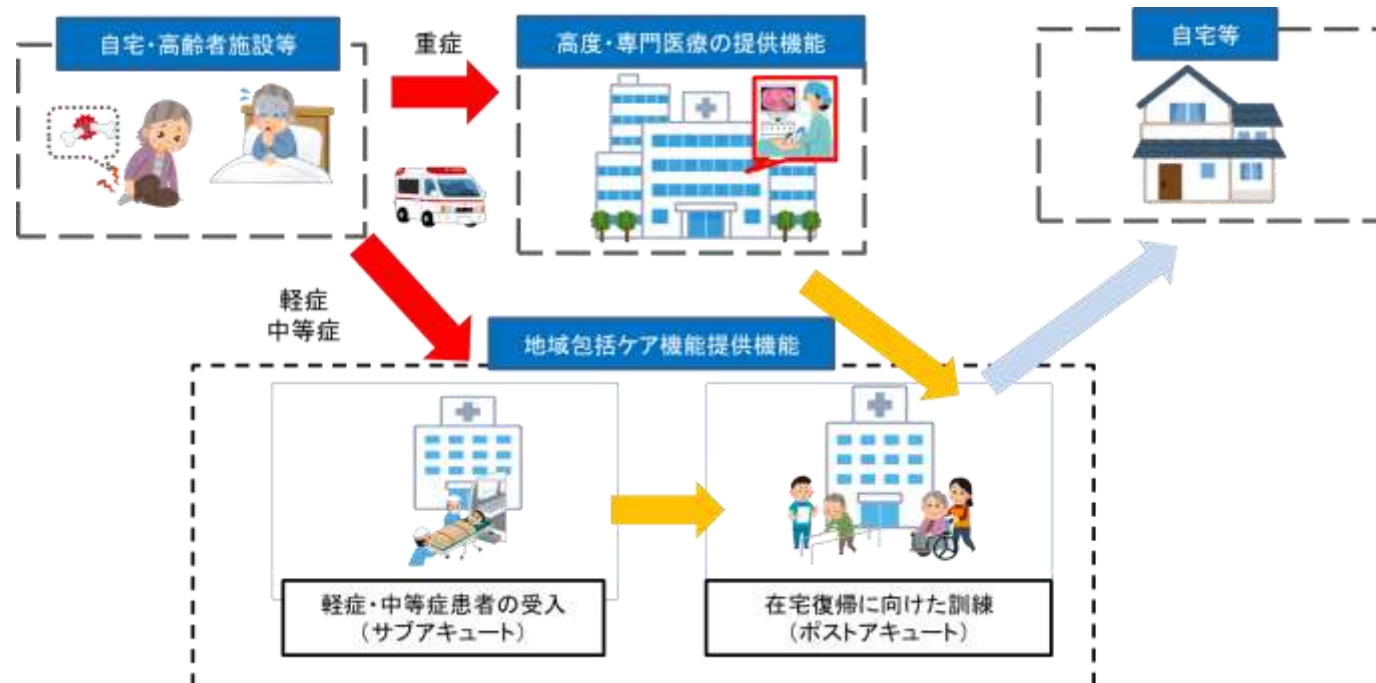 自宅・高齢者施設等
重症
高度・専門医療の提供機能
自宅等
軽症
中等症
地域包括ケア機能提供機能
軽症・中等症患者の受入
(サブアキュート)
在宅復帰に向けた訓練
(ポストアキュート)